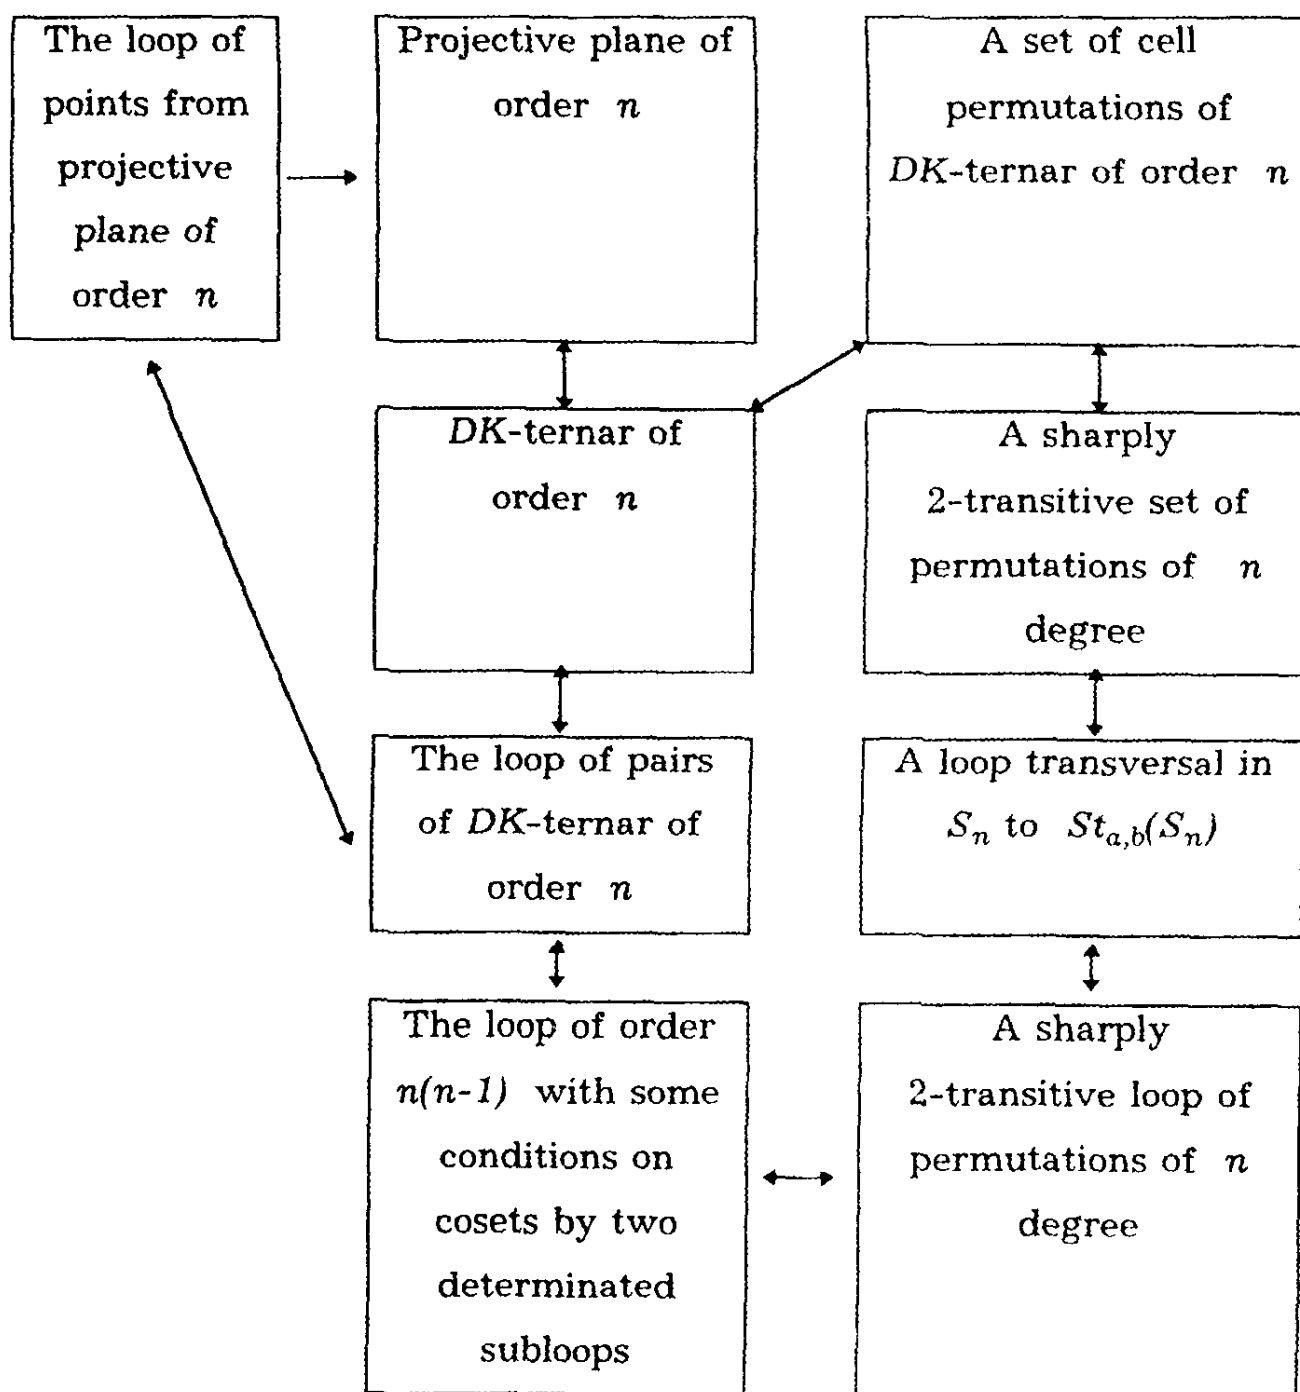 The loop of
points from
projective
plane of
order n
Projective plane of
order n
A set of cell
permutations of
DK-ternar of order n
DK-ternar of
order n
A sharply
2-transitive set of
permutations of n
degree
The loop of pairs
of DK-ternar of
order n
A loop transversal in
Sₙ to St_{a,b}(Sₙ)
The loop of order
n(n-1) with some
conditions on
cosets by two
determinated
subloops
A sharply
2-transitive loop of
permutations of n
degree